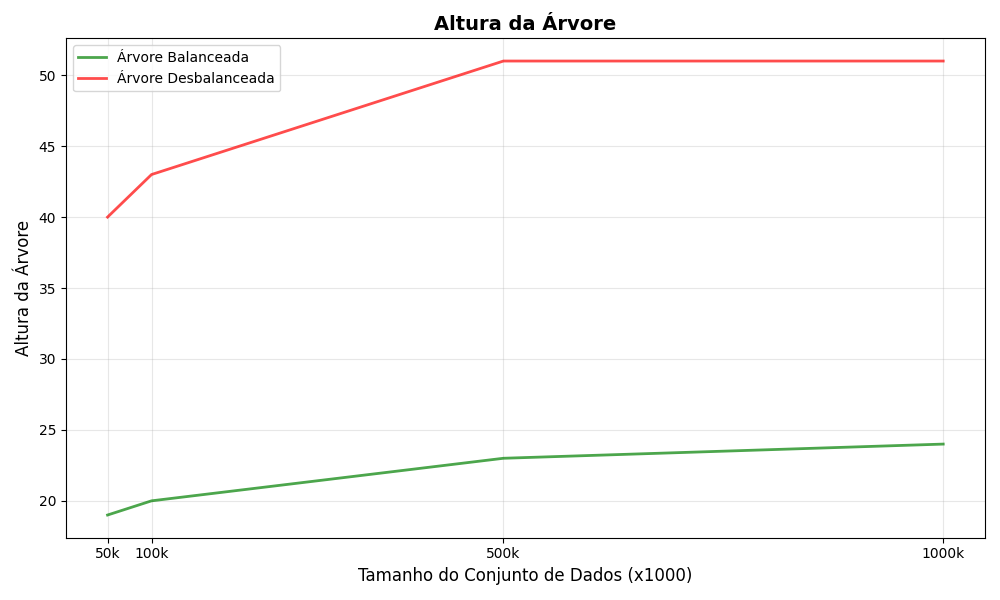 Altura da Árvore
Árvore Balanceada
Árvore Desbalanceada
Altura da Árvore
50
45
40
35
30
25
20
50k 100k 500k 1000k
Tamanho do Conjunto de Dados (x1000)